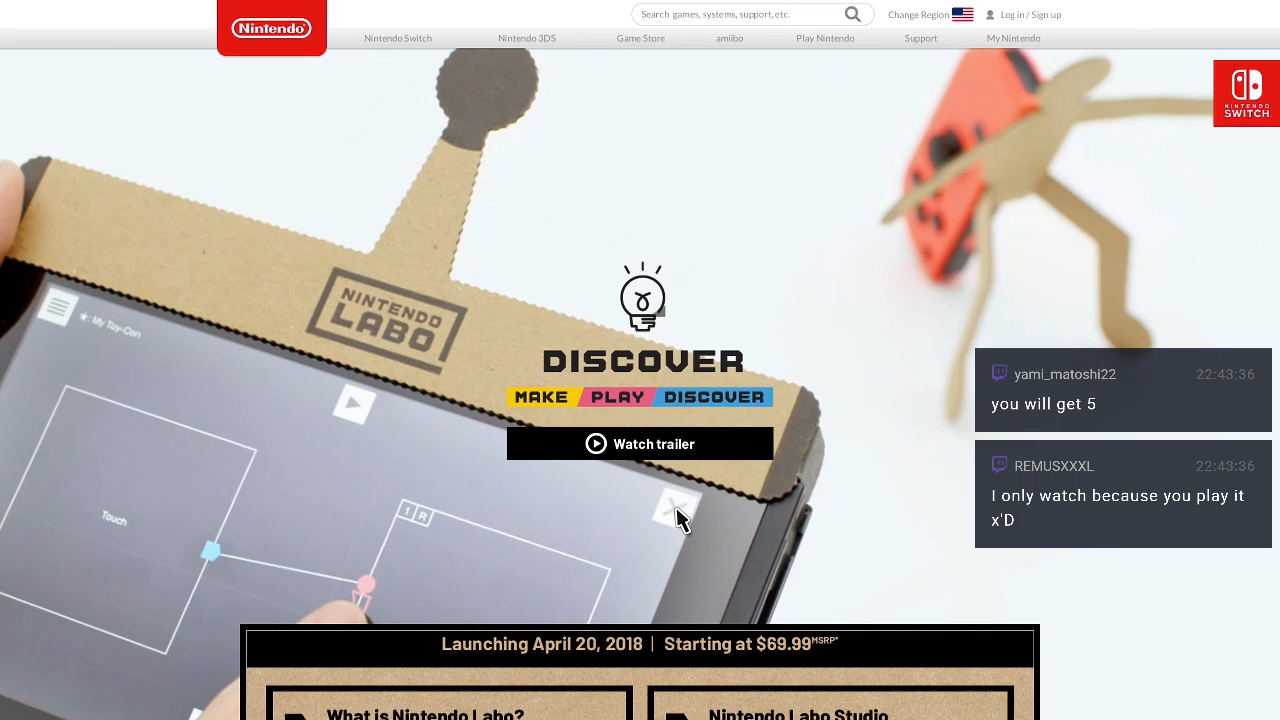 Nintendo
Search games, systems, support, etc.
Change Region
Log in / Sign up
Nintendo Switch
Nintendo 3DS
Game Store
amiibo
Play Nintendo
Support
My Nintendo
NINTENDO
SWITCH
NINTENDO
LABO
★: My Toy-Con
Touch
1 R
DISCOVER
MAKE PLAY DISCOVER
Watch trailer
yami_matoshi22 22:43:36
you will get 5
REMUSXXXL 22:43:36
I only watch because you play it
x'D
Launching April 20, 2018 | Starting at $69.99MSRP*
What is Nintendo Labo?
Nintendo Labo Studio